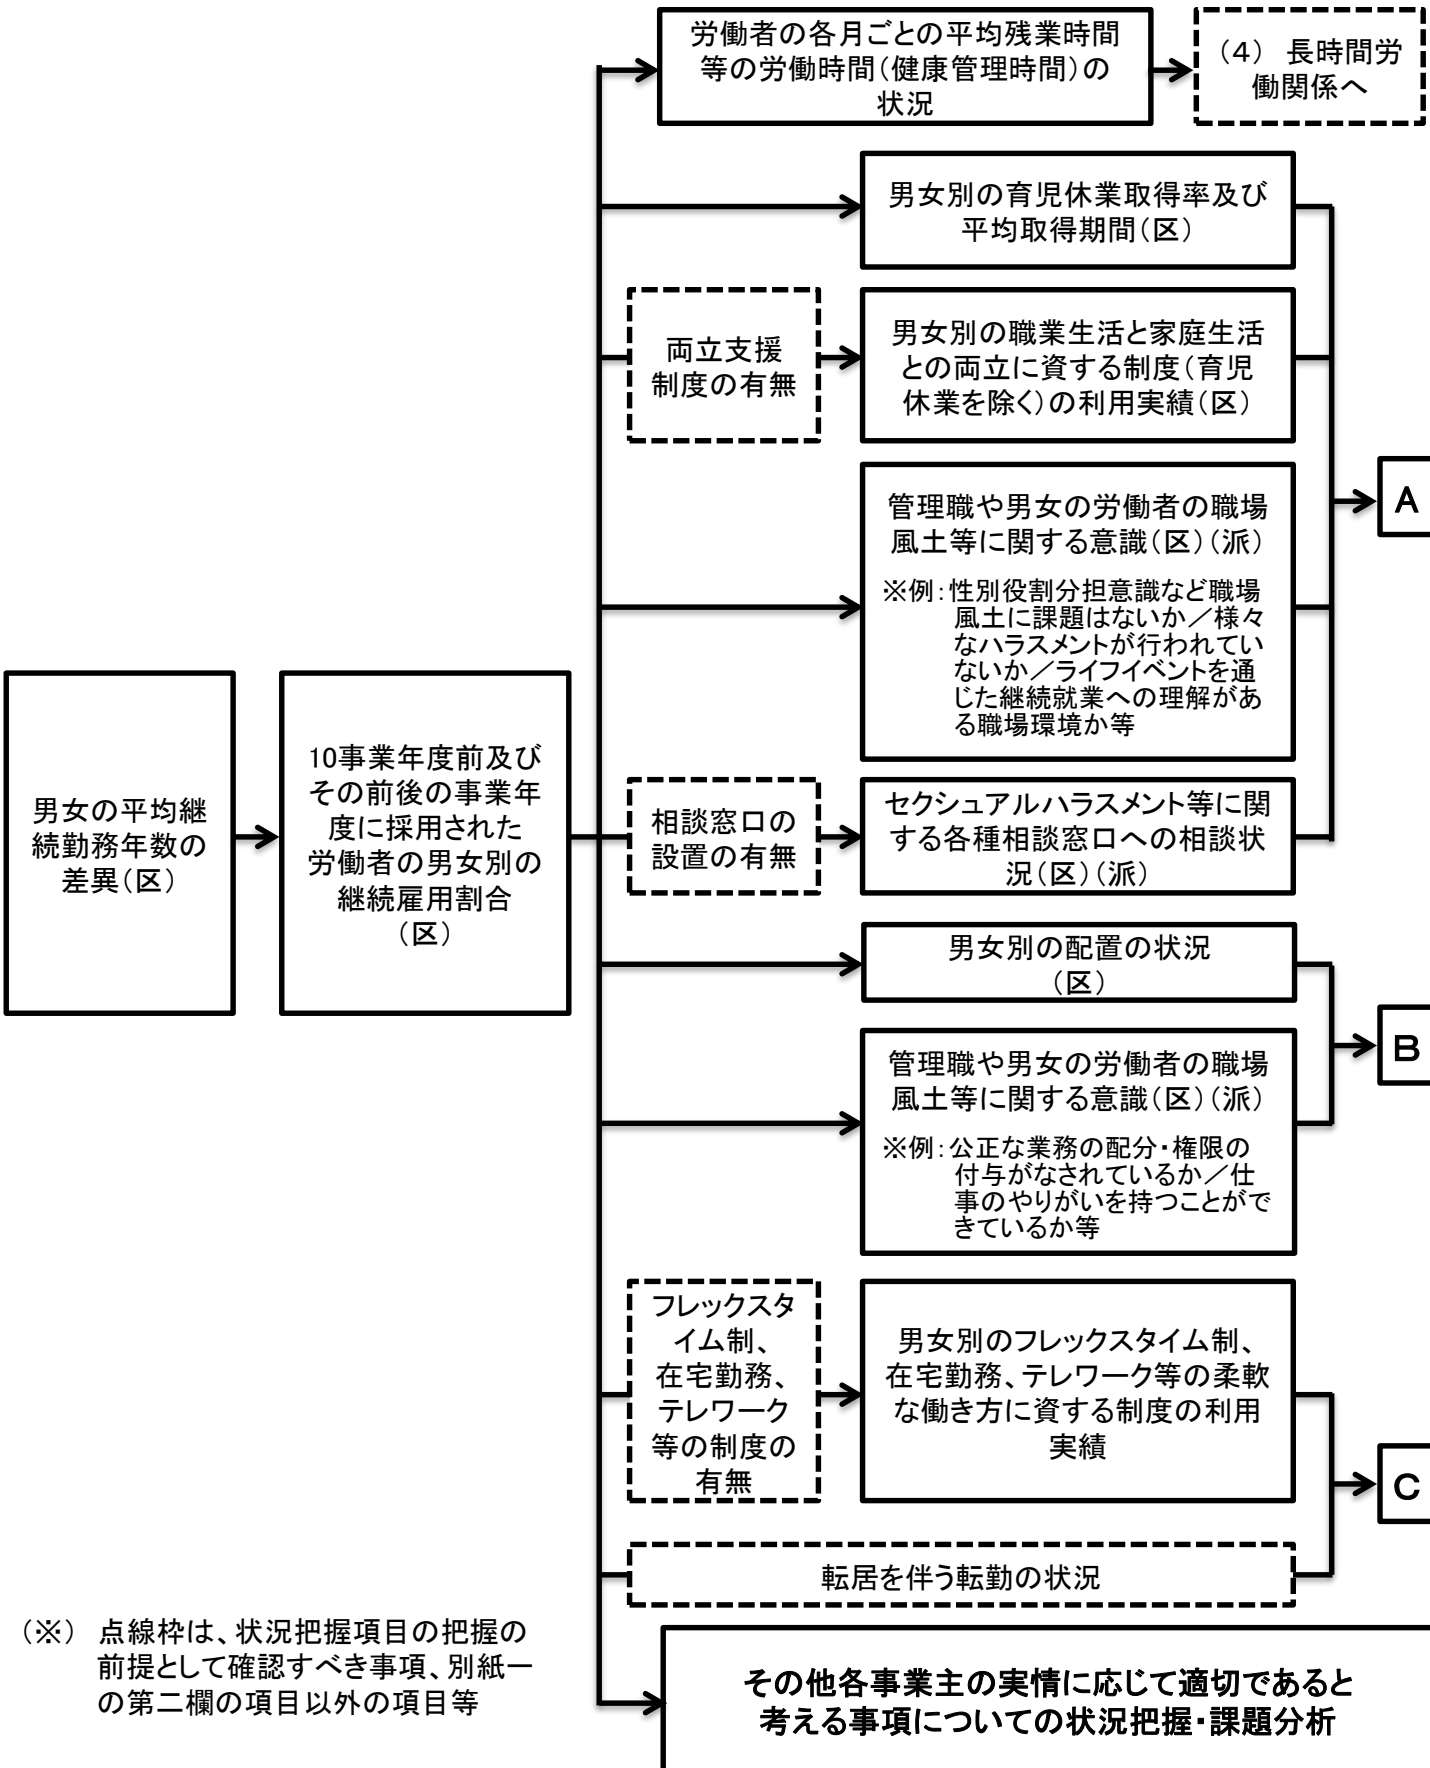 労働者の各月ごとの平均残業時間
等の労働時間(健康管理時間)の
状況
(4) 長時間労
働関係へ
男女別の育児休業取得率及び
平均取得期間(区)
両立支援
制度の有無
男女別の職業生活と家庭生活
との両立に資する制度(育児
休業を除く)の利用実績(区)
管理職や男女の労働者の職場
風土等に関する意識(区)(派)
※例:性別役割分担意識など職場
風土に課題はないか/様々
なハラスメントが行われてい
ないか/ライフイベントを通
じた継続就業への理解があ
る職場環境か等
A
男女の平均継
続勤務年数の
差異(区)
10事業年度前及び
その前後の事業年
度に採用された
労働者の男女別の
継続雇用割合
(区)
相談窓口の
設置の有無
セクシュアルハラスメント等に関
する各種相談窓口への相談状
況(区)(派)
男女別の配置の状況
(区)
管理職や男女の労働者の職場
風土等に関する意識(区)(派)
※例:公正な業務の配分・権限の
付与がなされているか/仕
事のやりがいを持つことがで
きているか等
B
フレックスタ
イム制、
在宅勤務、
テレワーク
等の制度の
有無
男女別のフレックスタイム制、
在宅勤務、テレワーク等の柔軟
な働き方に資する制度の利用
実績
C
転居を伴う転勤の状況
(※) 点線枠は、状況把握項目の把握の
前提として確認すべき事項、別紙一
の第二欄の項目以外の項目等
その他各事業主の実情に応じて適切であると
考える事項についての状況把握・課題分析